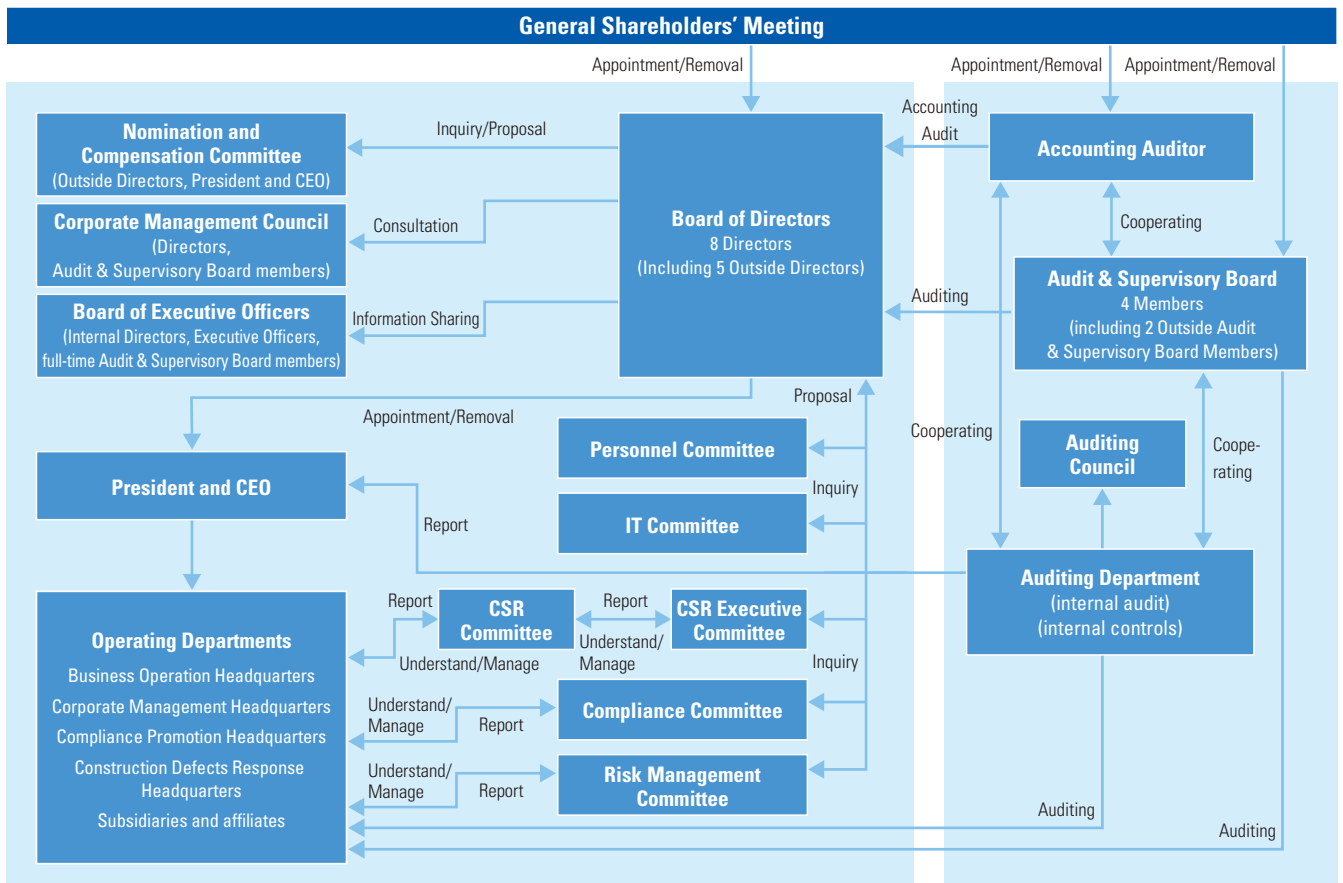 General Shareholders' Meeting
Appointment/Removal
Appointment/Removal
Appointment/Removal
Nomination and
Compensation Committee
(Outside Directors, President and CEO)
Inquiry/Proposal
Corporate Management Council
(Directors,
Audit & Supervisory Board members)
Consultation
Board of Executive Officers
(Internal Directors, Executive Officers,
full-time Audit & Supervisory Board members)
Information Sharing
Board of Directors
8 Directors
(Including 5 Outside Directors)
Accounting
Audit
Accounting Auditor
Cooperating
Auditing
Audit & Supervisory Board
4 Members
(including 2 Outside Audit
& Supervisory Board Members)
Appointment/Removal
Proposal
Cooperating
Auditing
Council
Coope-
rating
President and CEO
Report
Personnel Committee
Inquiry
IT Committee
Auditing Department
(internal audit)
(internal controls)
Operating Departments
Business Operation Headquarters
Corporate Management Headquarters
Compliance Promotion Headquarters
Construction Defects Response
Headquarters
Subsidiaries and affiliates
Report
CSR
Committee
Understand/Manage
Report
Understand/
Manage
CSR Executive
Committee
Inquiry
Understand/
Manage
Report
Compliance Committee
Understand/
Manage
Report
Risk Management
Committee
Auditing
Auditing